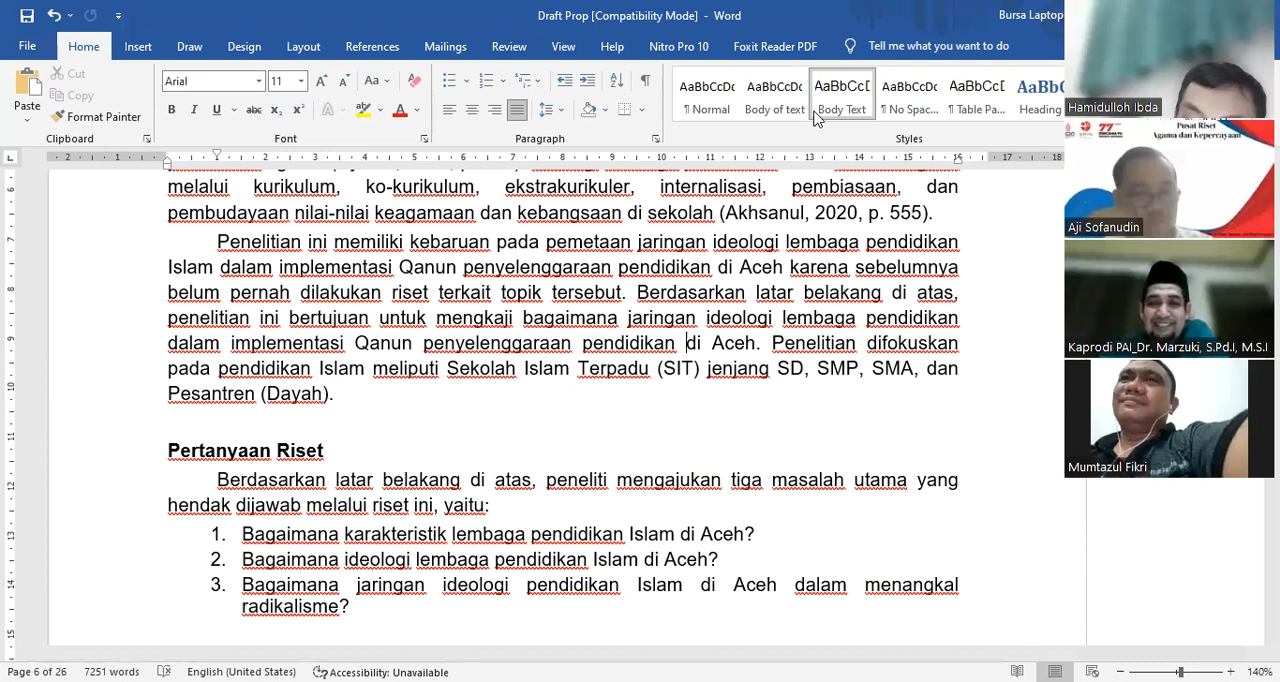 Draft Prop [Compatibility Mode] - Word
Bursa Laptop
File Home Insert Draw Design Layout References Mailings Review View Help Nitro Pro 10 Foxit Reader PDF Tell me what you want to do
Paste
Cut
Copy
Format Painter
Clipboard
Arial 11
Font
Paragraph
AaBbCcDc AaBbCcDc AaBbCcD AaBbCcDc AaBbCcD AaBbC
¶ Normal Body of text Body Text ¶ No Spac... ¶ Table Pa... Heading
Styles
melalui kurikulum, ko-kurikulum, ekstrakurikuler, internalisasi, pembiasaan, dan
pembudayaan nilai-nilai keagamaan dan kebangsaan di sekolah (Akhsanul, 2020, p. 555).
Penelitian ini memiliki kebaruan pada pemetaan jaringan ideologi lembaga pendidikan
Islam dalam implementasi Qanun penyelenggaraan pendidikan di Aceh karena sebelumnya
belum pernah dilakukan riset terkait topik tersebut. Berdasarkan latar belakang di atas,
penelitian ini bertujuan untuk mngkaji bagaimana jaringan ideologi lembaga pendidikan
dalam implementasi Qanun penyelenggaraan pendidikan di Aceh. Penelitian difokuskan
pada pendidikan Islam meliputi Sekolah Islam Terpadu (SIT) jenjang SD, SMP, SMA, dan
Pesantren (Dayah).
Pertanyaan Riset
Berdasarkan latar belakang di atas, peneliti mengajukan tiga masalah utama yang
hendak dijawab melalui riset ini, yaitu:
1. Bagaimana karakteristik lembaga pendidikan Islam di Aceh?
2. Bagaimana ideologi lembaga pendidikan Islam di Aceh?
3. Bagaimana jaringan ideologi pendidikan Islam di Aceh dalam menangkal
radikalisme?
Page 6 of 26 7251 words English (United States) Accessibility: Unavailable 140%
Hamidulloh Ibda
Pusat Riset
Agama dan Kepercayaan
77
Aji Sofanudin
Kaprodi PAI_Dr. Marzuki, S.Pd.I, M.S.I
Mumtazul Fikri